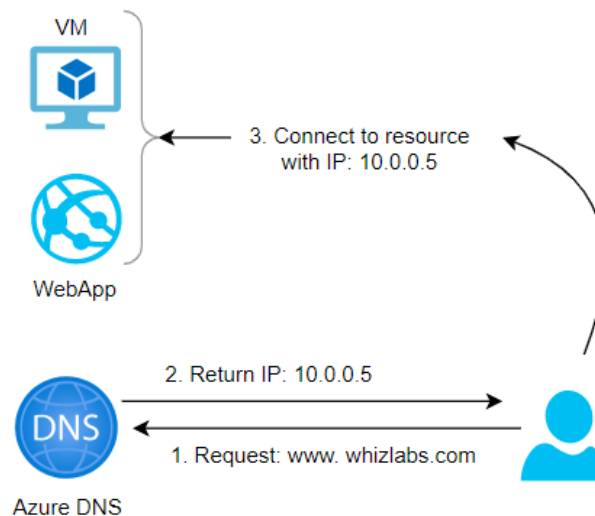 VM
3. Connect to resource
with IP: 10.0.0.5
WebApp
2. Return IP: 10.0.0.5
DNS
1. Request: www. whizlabs.com
Azure DNS